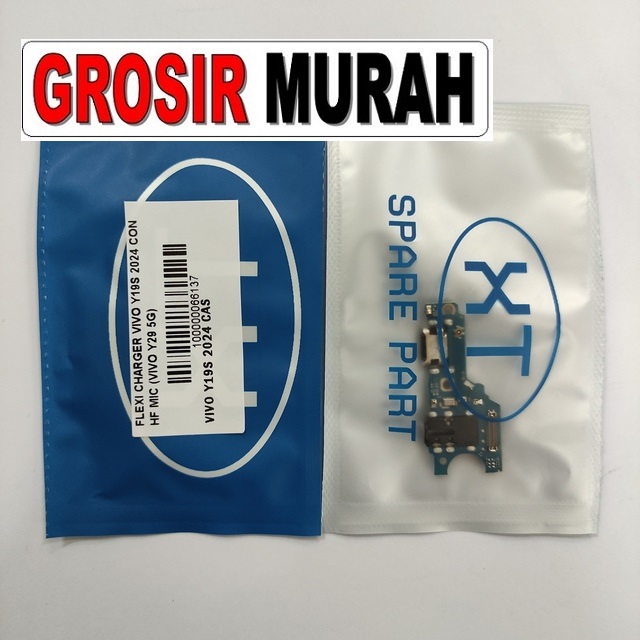 GROSIR MURAH
FLEXI CHARGER VIVO Y19S 2024 CON
HF MIC (VIVO Y29 5G)
100000066137
VIVO Y19S 2024 CAS
XT
SPARE PART